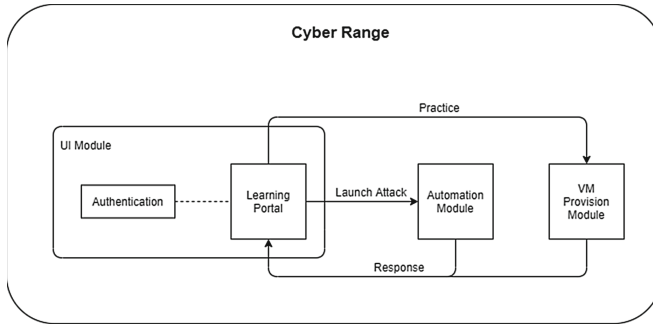 Cyber Range
Practice
UI Module
Authentication
Learning
Portal
Launch Attack
Automation
Module
VM
Provision
Module
Response